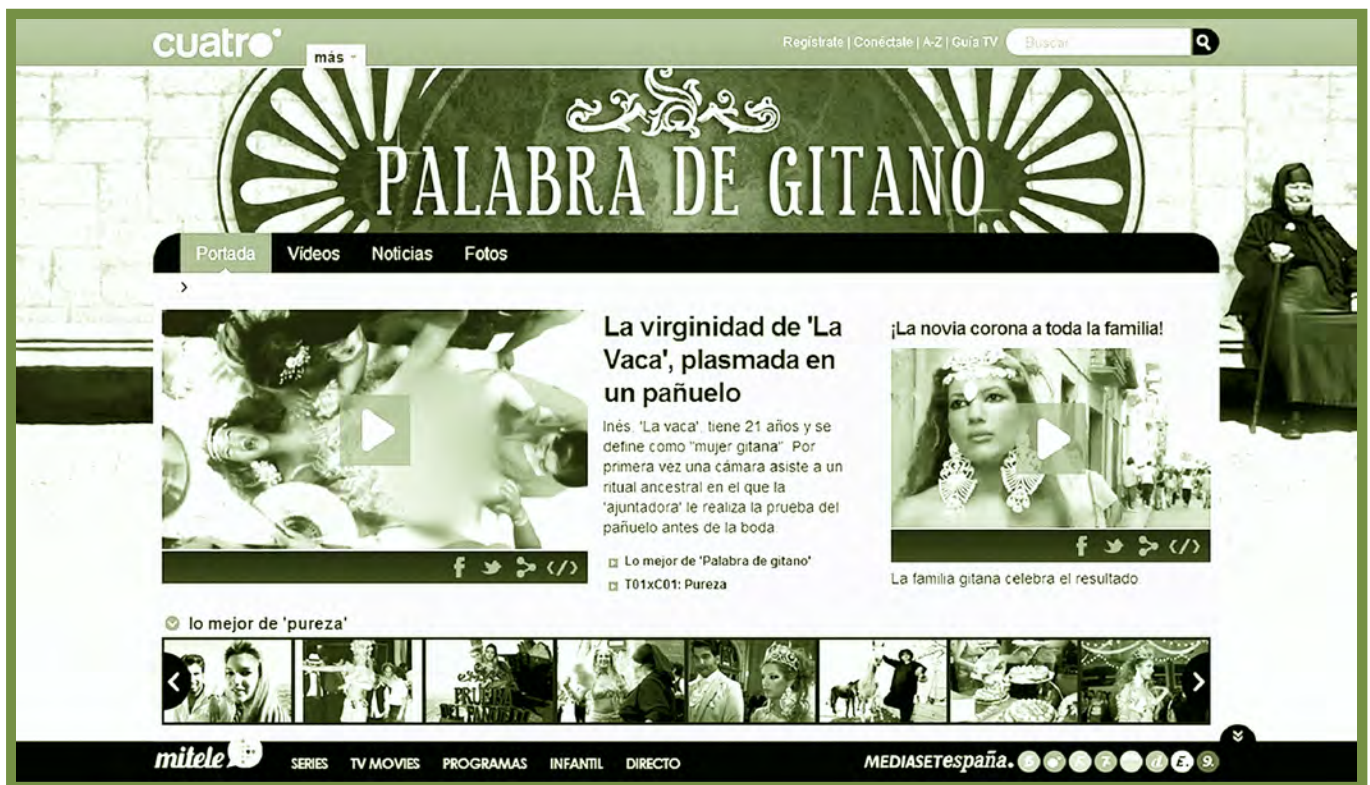 cuatro
más
Regístrate | Conéctate | A-Z | Guía TV
Buscar
PALABRA DE GITANO
Portada Vídeos Noticias Fotos
La virginidad de 'La
Vaca', plasmada en
un pañuelo
Inés, 'La vaca', tiene 21 años y se
define como "mujer gitana". Por
primera vez una cámara asiste a un
ritual ancestral en el que la
'ajuntadora' le realiza la prueba del
pañuelo antes de la boda.
Lo mejor de 'Palabra de gitano'
T01xC01: Pureza
¡La novia corona a toda la familia!
La familia gitana celebra el resultado.
lo mejor de 'pureza'
PRUEBA
DEL PAÑUELO
mitele
SERIES TV MOVIES PROGRAMAS INFANTIL DIRECTO
MEDIASETespaña.